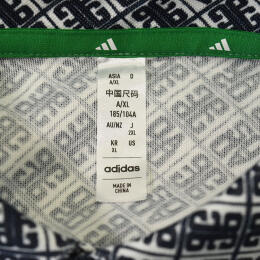 ASIA D
A/XL
中国尺码
A/XL
185/104A
AU/NZ J
2XL
KR US
XL
adidas
MADE IN
CHINA